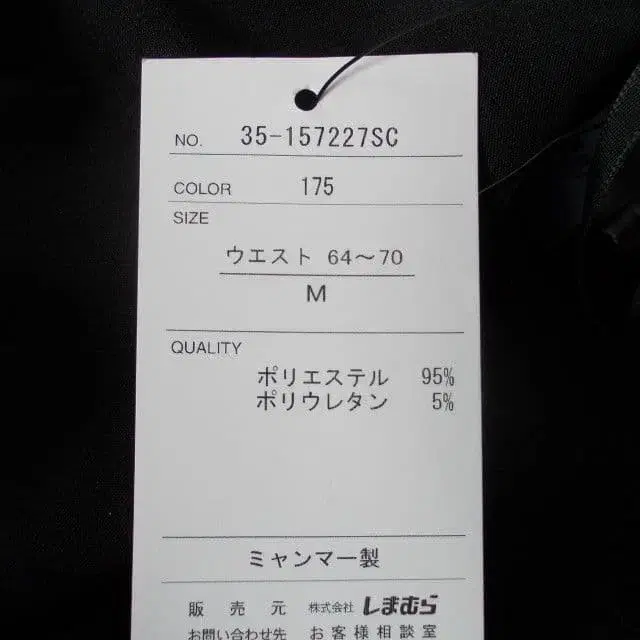 NO. 35-157227SC
COLOR 175
SIZE
ウエスト 64～70
M
QUALITY
ポリエステル 95%
ポリウレタン 5%
ミャンマー製
販売元 株式会社 しまむら
お問い合わせ先 お客様相談室